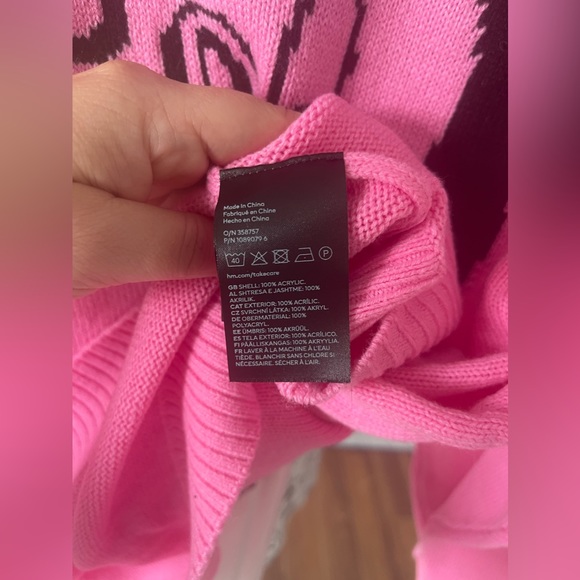 Made in China
Fabriqué en Chine
Hecho en China
O/N 358757
P/N 1089079 6
40 P
hm.com/takecare
GB SHELL: 100% ACRYLIC.
AL SHTRESA E JASHTME: 100%
AKRILIK.
CAT EXTERIOR: 100% ACRÍLIC.
CZ SVRCHNÍ LÁTKA: 100% AKRYL.
DE OBERMATERIAL: 100%
POLYACRYL.
EE ÜMBRIS: 100% AKRÜÜL.
ES TELA EXTERIOR: 100% ACRÍLICO.
FI PÄÄLLISKANGAS: 100% AKRYYLIA.
FR LAVER À LA MACHINE À L'EAU
TIÈDE. BLANCHIR SANS CHLORE S;
NÉCESSAIRE. SÉCHER À L'AIR.